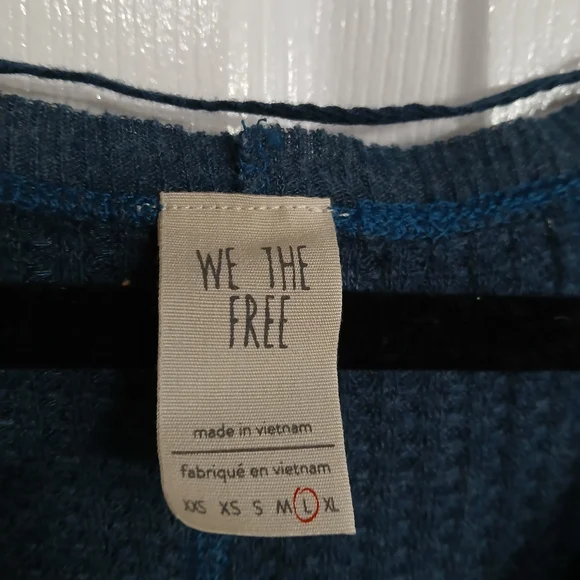 WE THE
FREE
made in vietnam
fabriqué en vietnam
XXS XS S M L XL